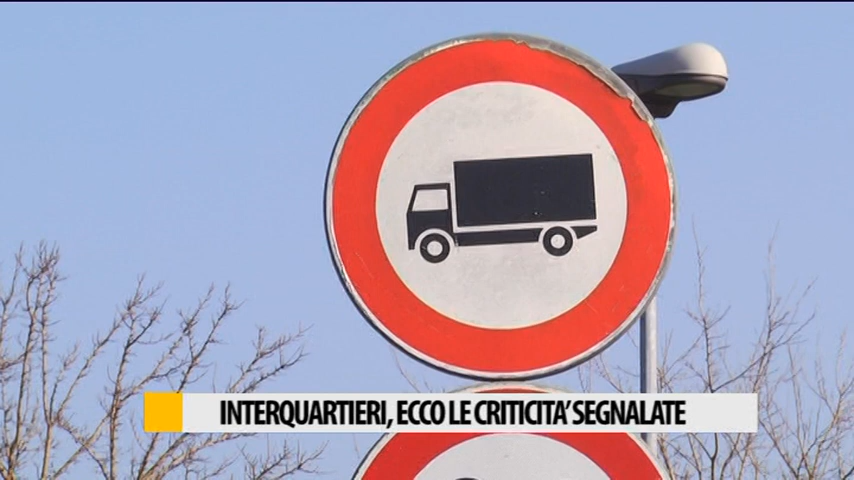 INTERQUARTIERI, ECCO LE CRITICITA' SEGNALATE